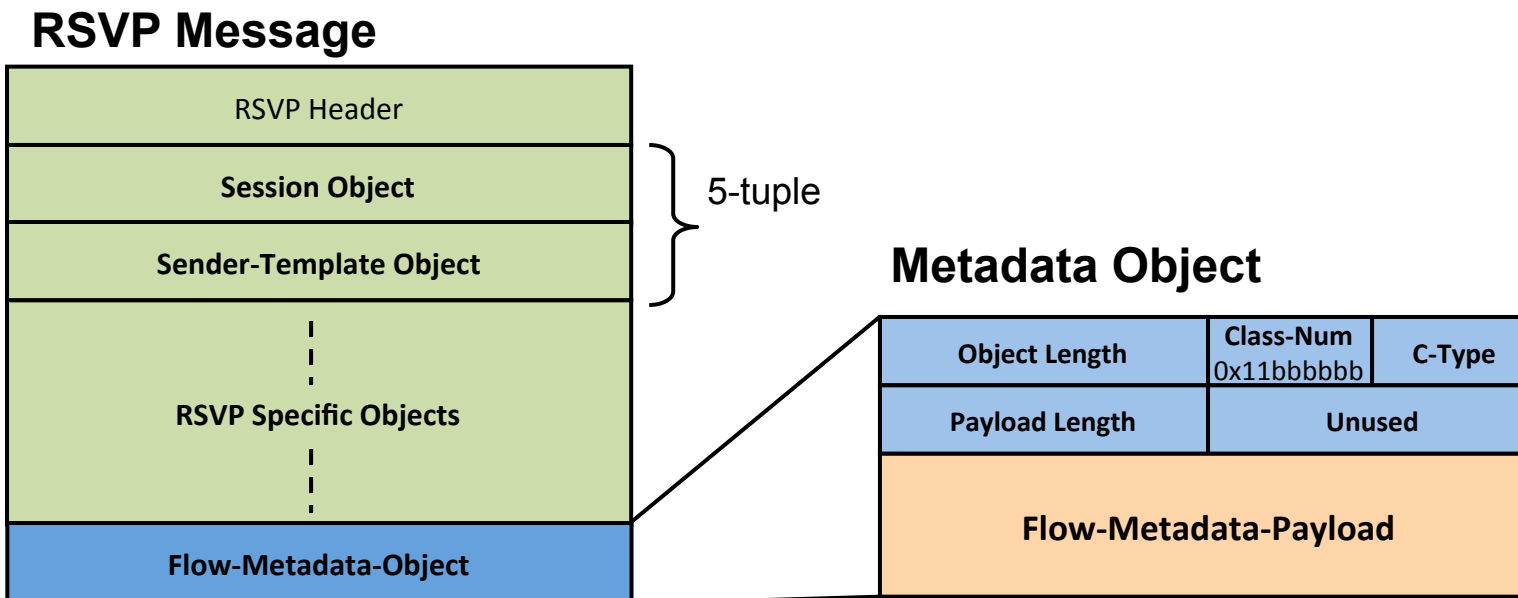 RSVP Message
RSVP Header
Session Object
Sender-Template Object
5-tuple
RSVP Specific Objects
Flow-Metadata-Object
Metadata Object
Object Length
Class-Num
0x11bbbbbb
C-Type
Payload Length
Unused
Flow-Metadata-Payload